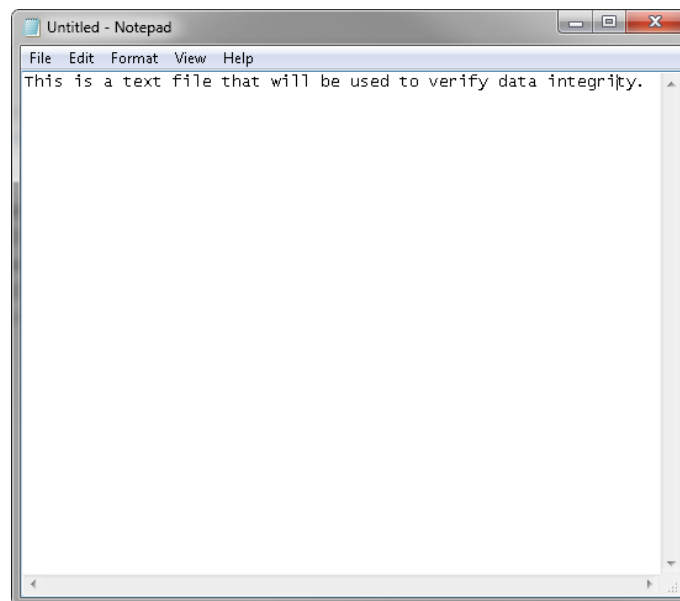 Untitled - Notepad
File Edit Format View Help
This is a text file that will be used to verify data integrity.